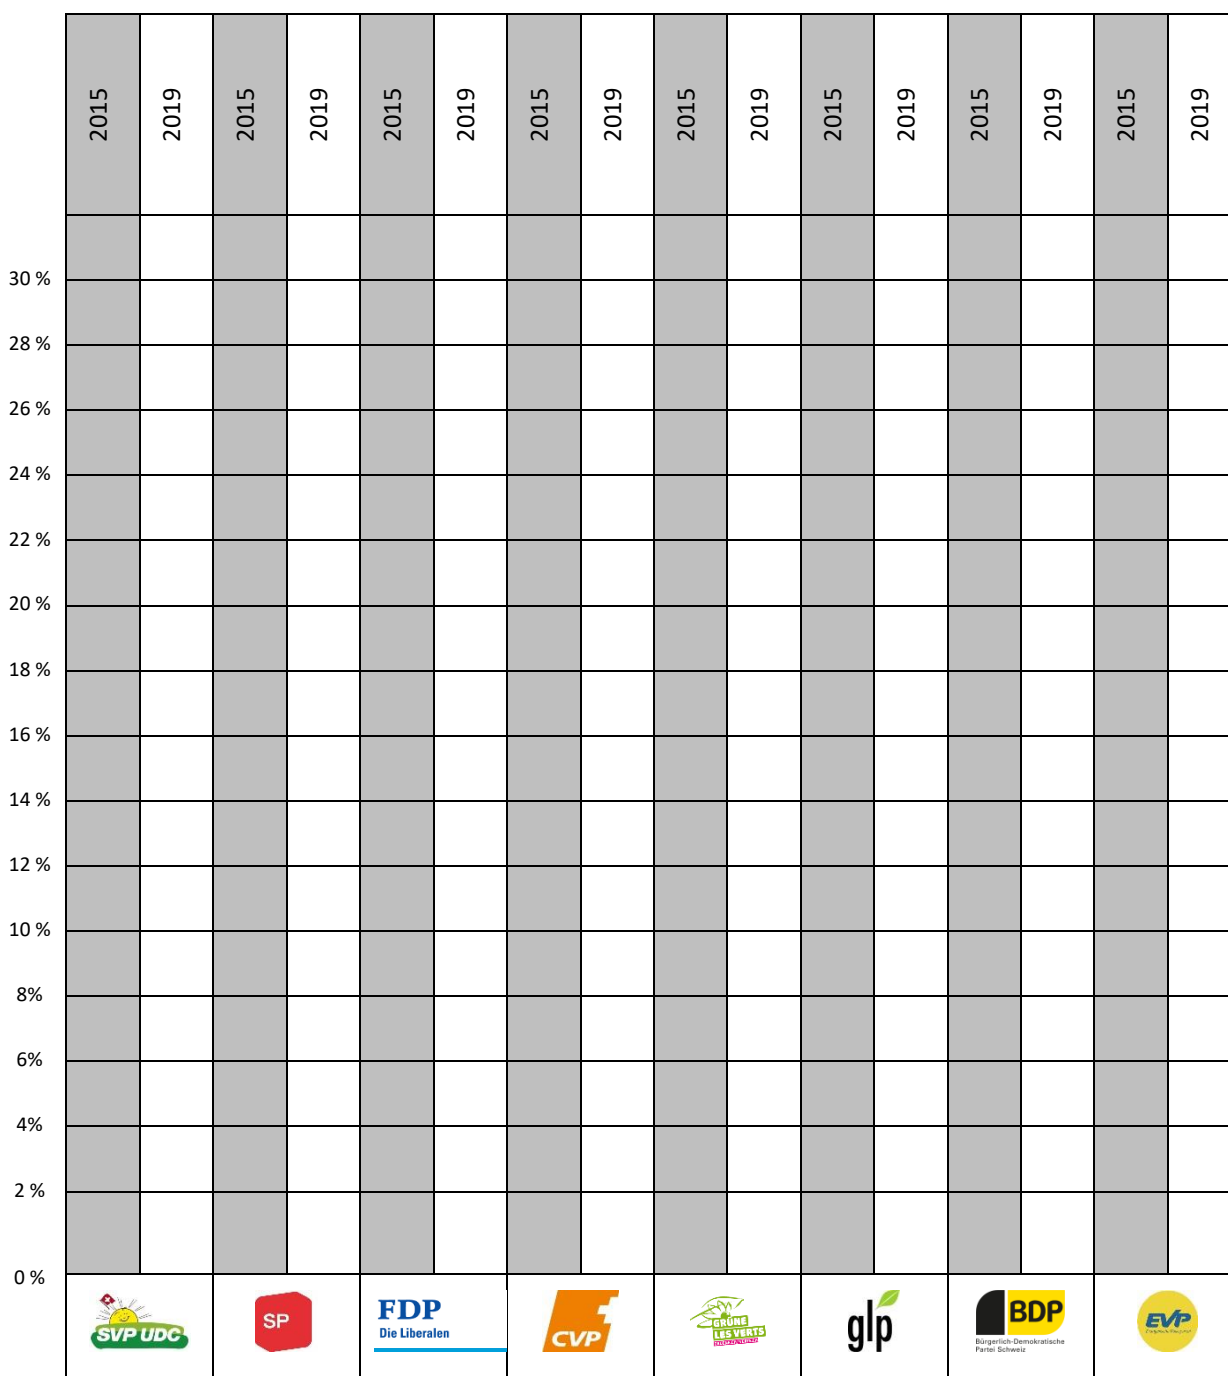 2015 2019 2015 2019 2015 2019 2015 2019 2015 2019 2015 2019 2015 2019 2015 2019
30 %
28 %
26 %
24 %
22 %
20 %
18 %
16 %
14 %
12 %
10 %
8%
6%
4%
2 %
0 %
SVP UDC
SP
FDP
Die Liberalen
CVP
GRÜNE
LES VERTS
glp
BDP
Bürgerlich-Demokratische
Partei Schweiz
EVP